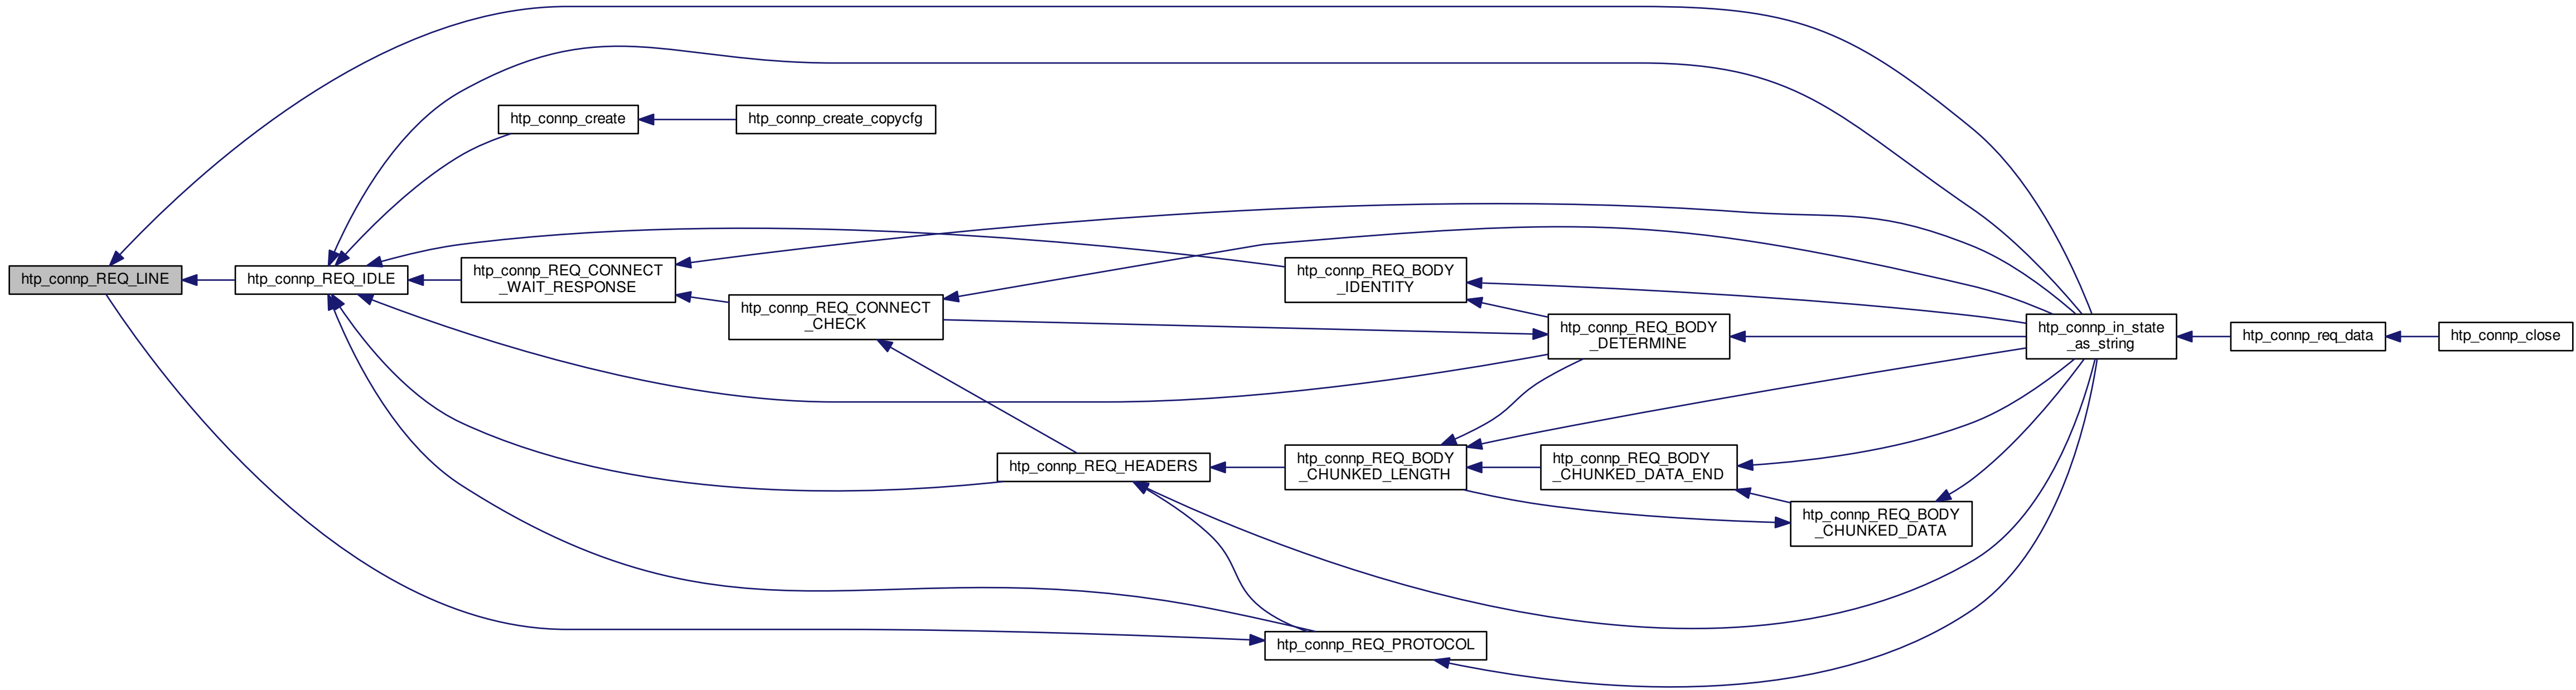 htp_connp_create
htp_connp_create_copycfg
htp_connp_REQ_LINE
htp_connp_REQ_IDLE
htp_connp_REQ_CONNECT
_WAIT_RESPONSE
htp_connp_REQ_CONNECT
_CHECK
htp_connp_REQ_BODY
_IDENTITY
htp_connp_REQ_BODY
_DETERMINE
htp_connp_in_state
_as_string
htp_connp_req_data
htp_connp_close
htp_connp_REQ_HEADERS
htp_connp_REQ_BODY
_CHUNKED_LENGTH
htp_connp_REQ_BODY
_CHUNKED_DATA_END
htp_connp_REQ_BODY
_CHUNKED_DATA
htp_connp_REQ_PROTOCOL